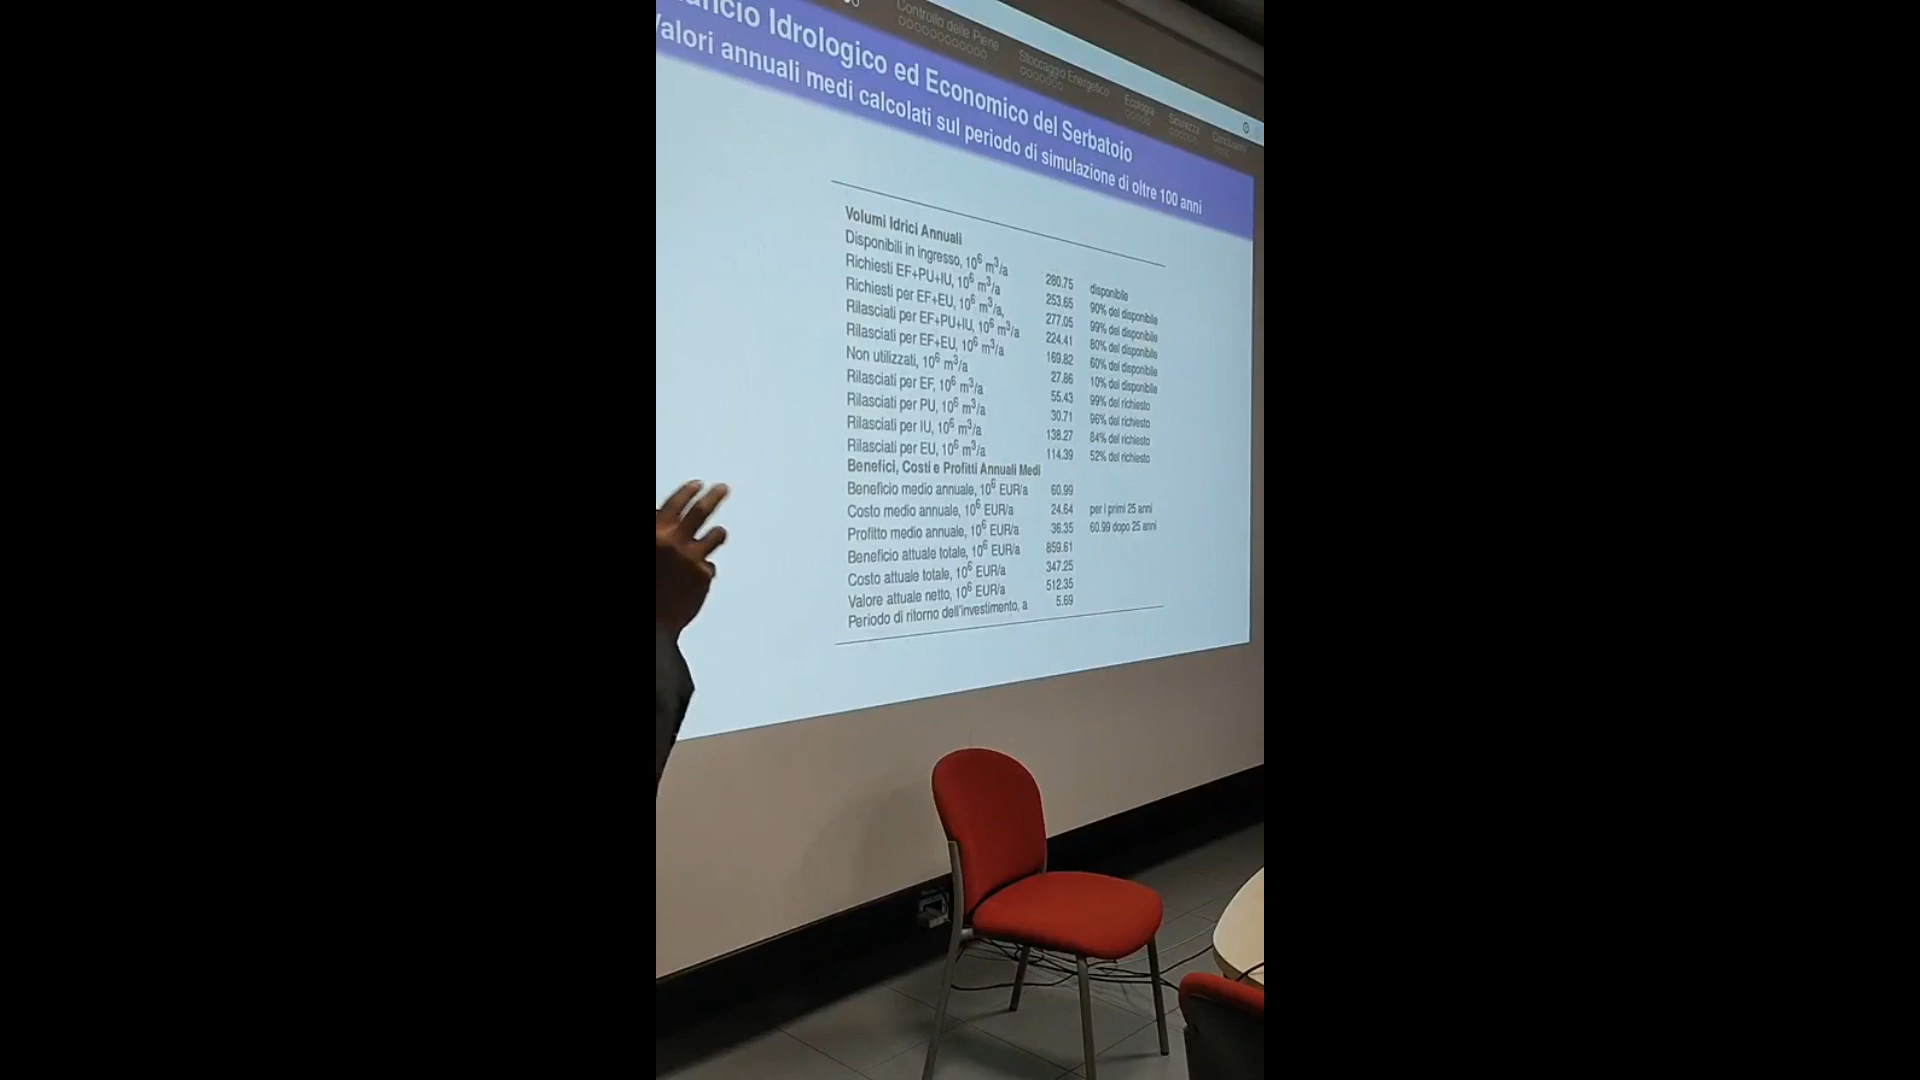 Controllo delle Piene
Stoccaggio Energetico
Ecologia
Sicurezza
Conclusioni
Idrologico ed Economico del Serbatoio
Valori annuali medi calcolati sul periodo di simulazione di oltre 100 anni
Volumi Idrici Annuali
Disponibili in ingresso, 10⁶ m³/a 280.75 disponibile
Richiesti EF+PU+IU, 10⁶ m³/a 253.65 90% del disponibile
Richiesti per EF+EU, 10⁶ m³/a, 277.05 99% del disponibile
Rilasciati per EF+PU+IU, 10⁶ m³/a 224.41 80% del disponibile
Rilasciati per EF+EU, 10⁶ m³/a 169.82 60% del disponibile
Non utilizzati, 10⁶ m³/a 27.86 10% del disponibile
Rilasciati per EF, 10⁶ m³/a 55.43 99% del richiesto
Rilasciati per PU, 10⁶ m³/a 30.71 96% del richiesto
Rilasciati per IU, 10⁶ m³/a 138.27 84% del richiesto
Rilasciati per EU, 10⁶ m³/a 114.39 52% del richiesto
Benefici, Costi e Profitti Annuali Medi
Beneficio medio annuale, 10⁶ EUR/a 60.99
Costo medio annuale, 10⁶ EUR/a 24.64 per i primi 25 anni
Profitto medio annuale, 10⁶ EUR/a 36.35 60.99 dopo 25 anni
Beneficio attuale totale, 10⁶ EUR/a 859.61
Costo attuale totale, 10⁶ EUR/a 347.25
Valore attuale netto, 10⁶ EUR/a 512.35
Periodo di ritorno dell'investimento, a 5.69